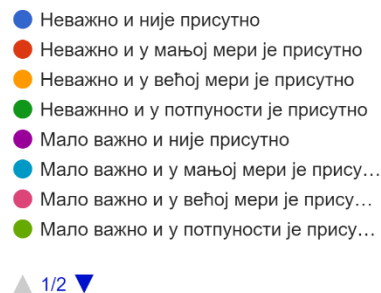 Неважно и није присутно
Неважно и у мањој мери је присутно
Неважно и у већој мери је присутно
Неважнно и у потпуности је присутно
Мало важно и није присутно
Мало важно и у мањој мери је прису...
Мало важно и у већој мери је прису...
Мало важно и у потпуности је прису...
1/2